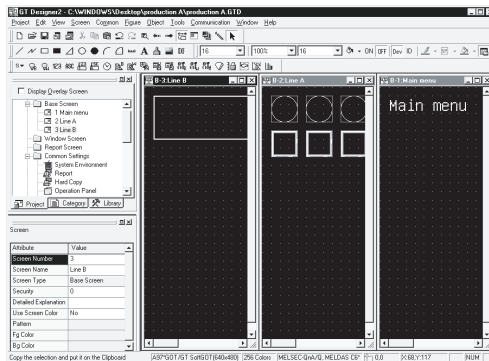 GT Designer2 - C:\WINDOWS\Desktop\production A\production A.GTD
Project Edit View Screen Common Figure Object Tools Communication Window Help
16 100% 16 ON OFF Dev ID
Display Overlay Screen
Base Screen
1 Main menu
2 Line A
3 Line B
Window Screen
Report Screen
Common Settings
System Environment
Report
Hard Copy
Operation Panel
Project Category Library
Screen
Attribute Value
Screen Number 3
Screen Name Line B
Screen Type Base Screen
Security 0
Detailed Explanation
Use Screen Color No
Pattern
Fg Color
Bg Color
B-3:Line B
B-2:Line A
B-1:Main menu
Main menu
Copy the selection and put it on the Clipboard A97*GOT/GT SoftGOT(640x480) 256 Colors MELSEC-QnA/Q, MELDAS C6* 0,0 X:68,Y:117 NUM